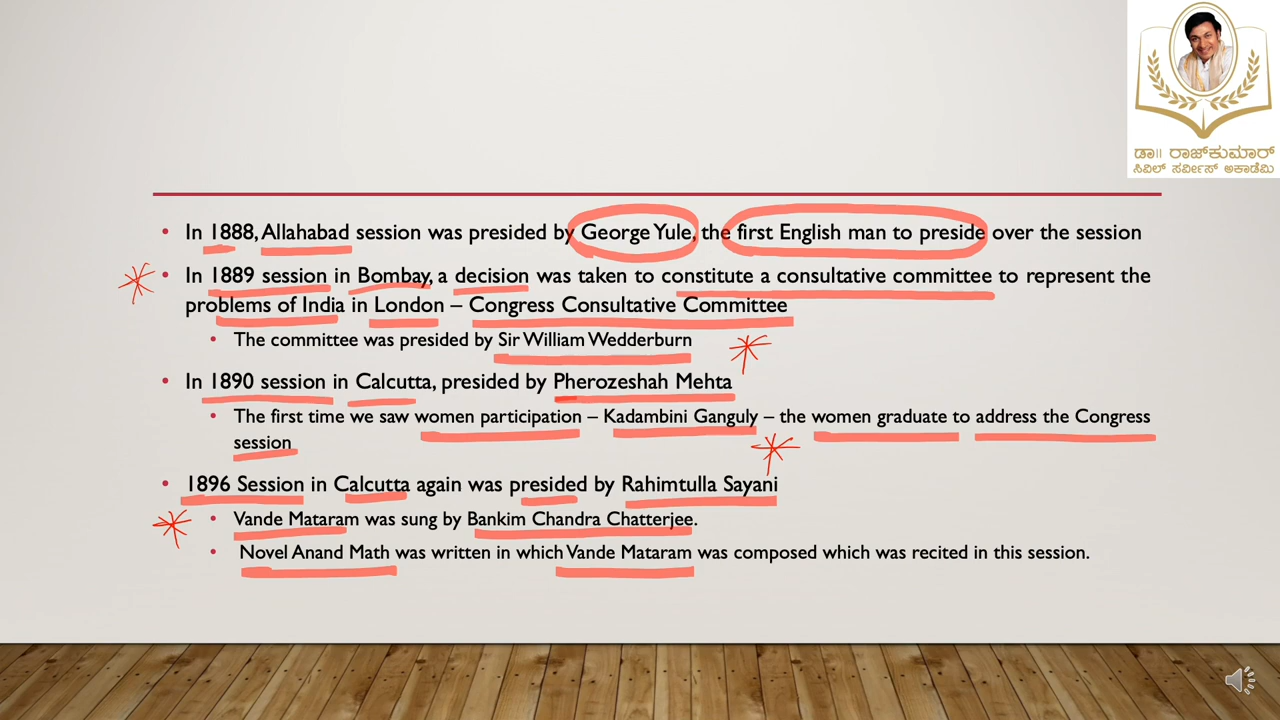 ಡಾ॥ ರಾಜ್‌ಕುಮಾರ್
ಸಿವಿಲ್ ಸರ್ವೀಸ್ ಅಕಾಡೆಮಿ
• In 1888, Allahabad session was presided by George Yule, the first English man to preside over the session
• In 1889 session in Bombay, a decision was taken to constitute a consultative committee to represent the
problems of India in London – Congress Consultative Committee
• The committee was presided by Sir William Wedderburn
• In 1890 session in Calcutta, presided by Pherozeshah Mehta
• The first time we saw women participation – Kadambini Ganguly – the women graduate to address the Congress
session
• 1896 Session in Calcutta again was presided by Rahimtulla Sayani
• Vande Mataram was sung by Bankim Chandra Chatterjee.
• Novel Anand Math was written in which Vande Mataram was composed which was recited in this session.